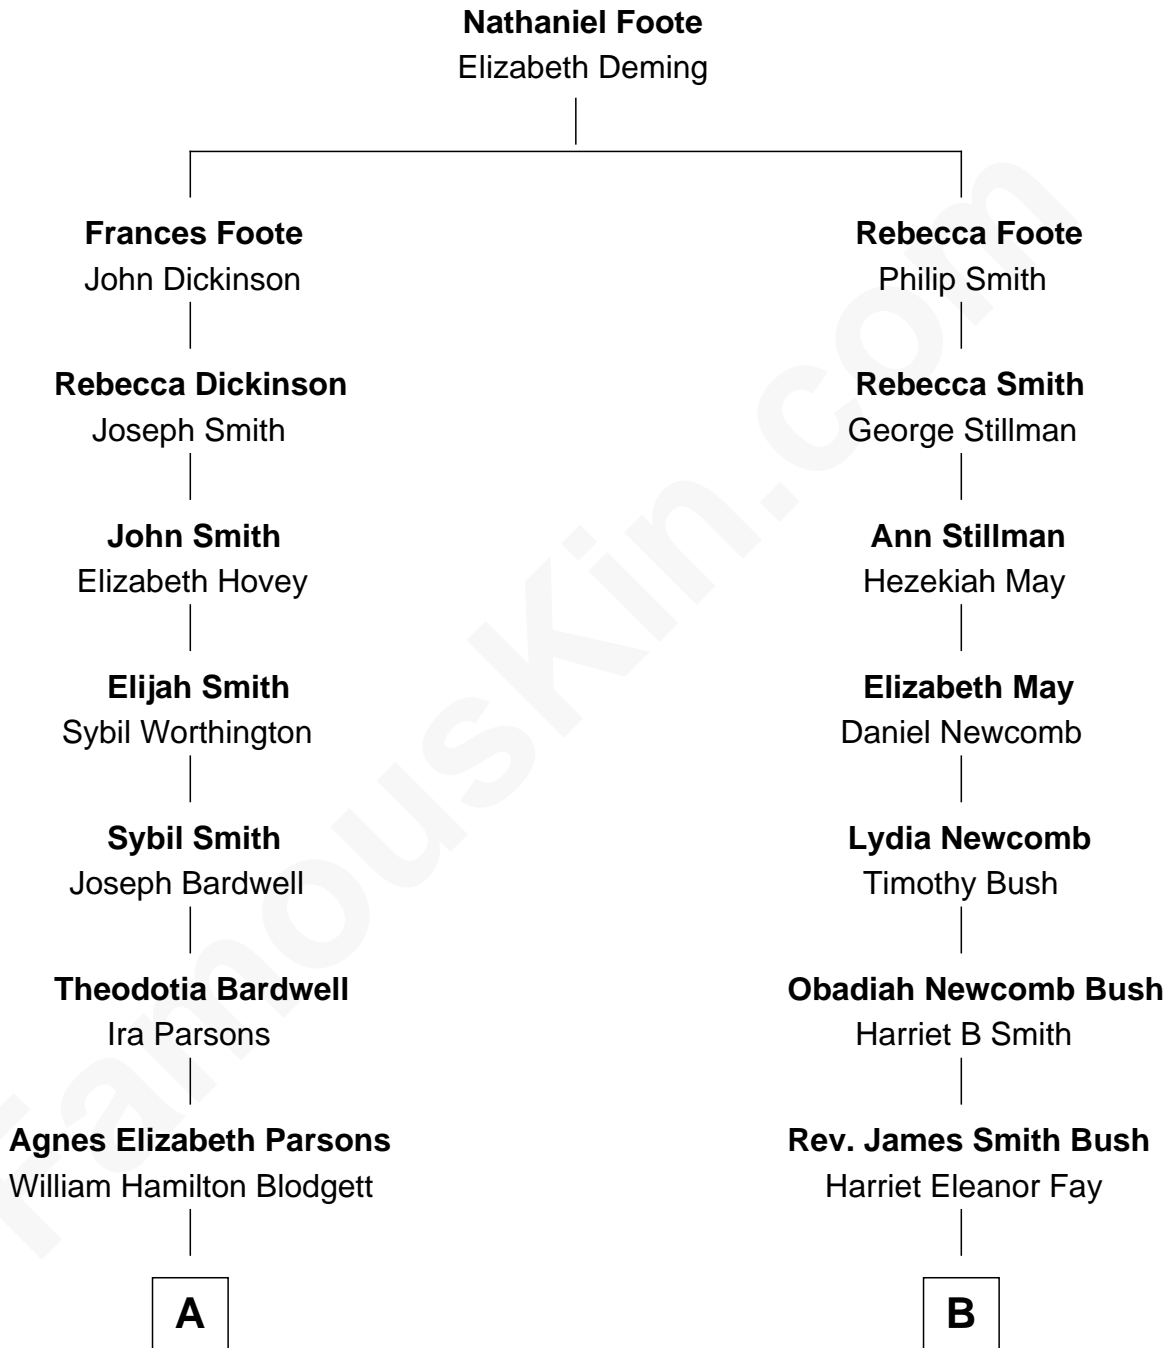 Nathaniel Foote
Elizabeth Deming
Frances Foote
John Dickinson
Rebecca Dickinson
Joseph Smith
John Smith
Elizabeth Hovey
Elijah Smith
Sybil Worthington
Sybil Smith
Joseph Bardwell
Theodotia Bardwell
Ira Parsons
Agnes Elizabeth Parsons
William Hamilton Blodgett
A
Rebecca Foote
Philip Smith
Rebecca Smith
George Stillman
Ann Stillman
Hezekiah May
Elizabeth May
Daniel Newcomb
Lydia Newcomb
Timothy Bush
Obadiah Newcomb Bush
Harriet B Smith
Rev. James Smith Bush
Harriet Eleanor Fay
B
FamousKin.com